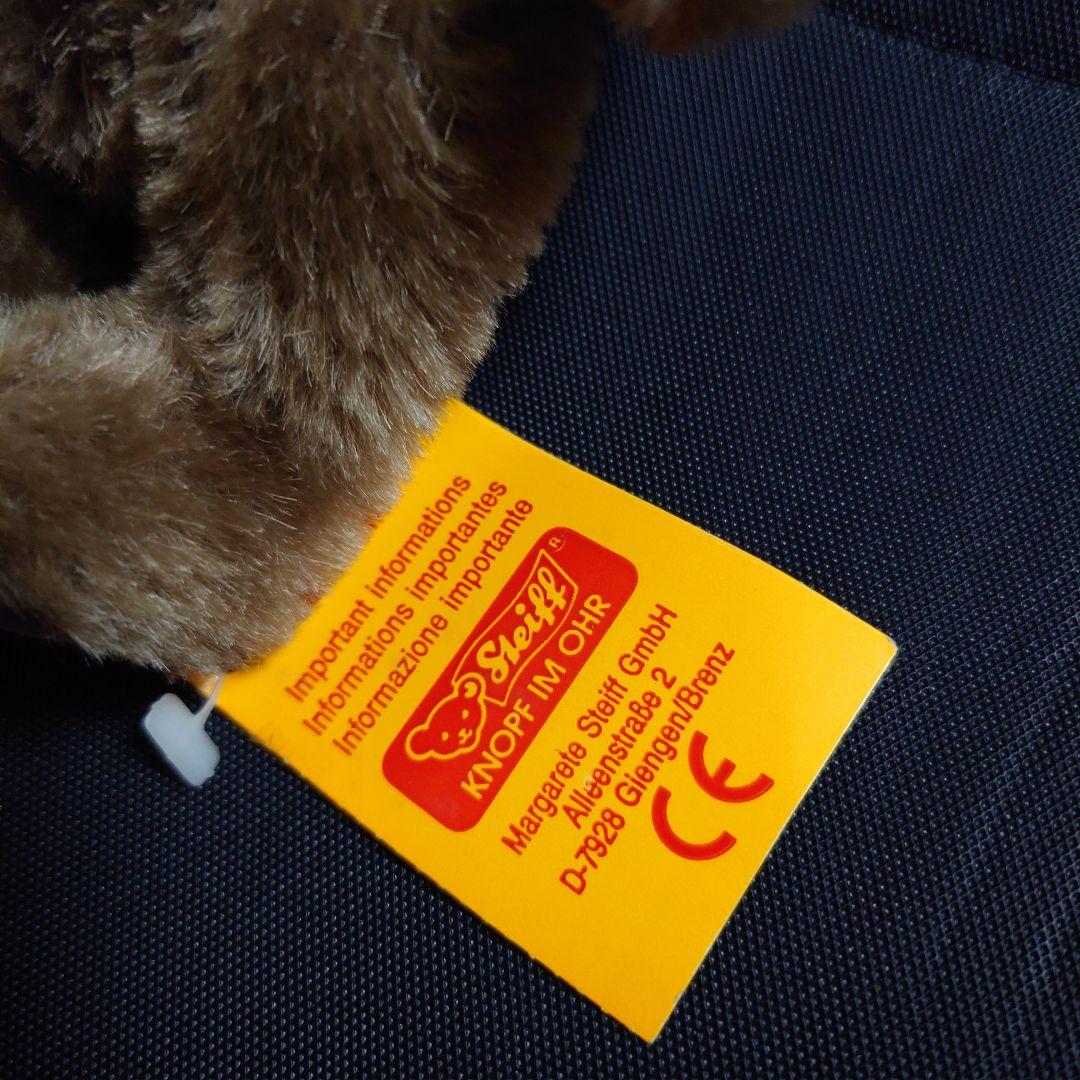 Important informations
Informations importantes
Informazione importante
Steiff®
KNOPF IM OHR
Margarete Steiff GmbH
Alleenstraße 2
D-7928 Giengen/Brenz
CE